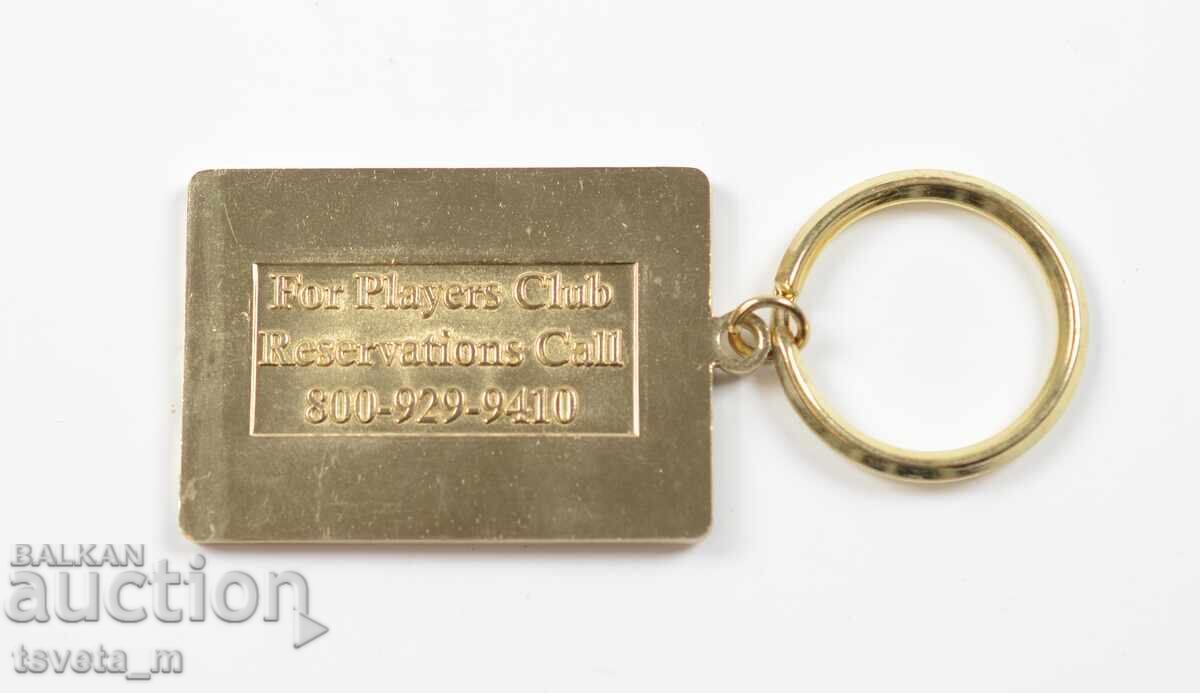 For Players Club
Reservations Call
800-929-9410
BALKAN
auction
tsveta_m